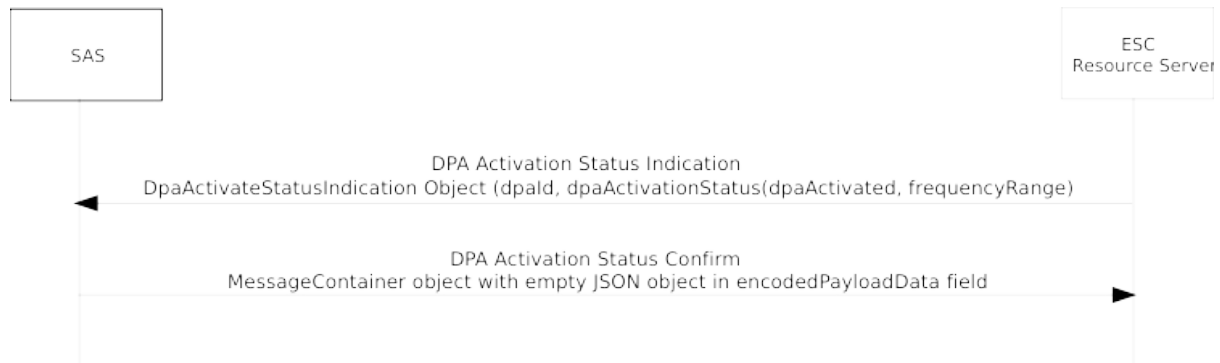 SAS
ESC
Resource Server
DPA Activation Status Indication
DpaActivateStatusIndication Object (dpaId, dpaActivationStatus(dpaActivated, frequencyRange)
DPA Activation Status Confirm
MessageContainer object with empty JSON object in encodedPayloadData field